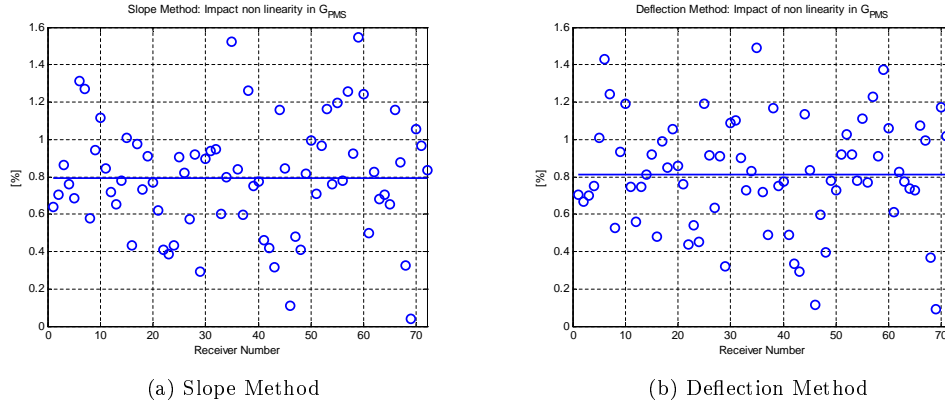 Slope Method: Impact non linearity in G_PMS
1.6
1.4
1.2
1
0.8
0.6
0.4
0.2
0
[%]
0 10 20 30 40 50 60 70
Receiver Number
(a) Slope Method
Deflection Method: Impact of non linearity in G_PMS
1.6
1.4
1.2
1
0.8
0.6
0.4
0.2
0
[%]
0 10 20 30 40 50 60 70
Receiver Number
(b) Deflection Method